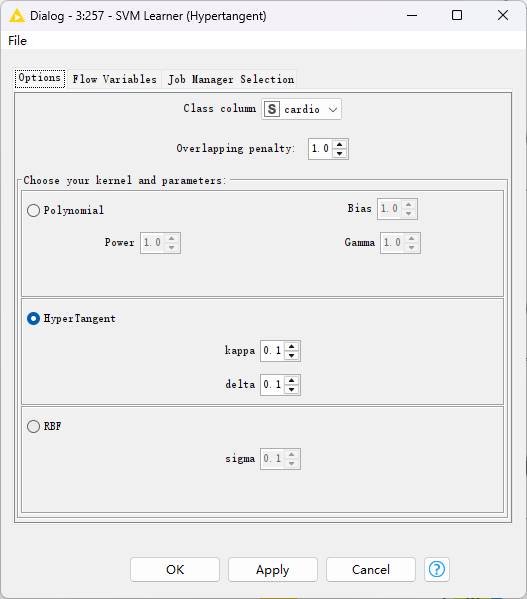 Dialog - 3:257 - SVM Learner (Hypertangent)
File
Options Flow Variables Job Manager Selection
Class column S cardio
Overlapping penalty: 1.0
Choose your kernel and parameters:
Polynomial Bias 1.0
Power 1.0 Gamma 1.0
HyperTangent
kappa 0.1
delta 0.1
RBF
sigma 0.1
OK Apply Cancel ?